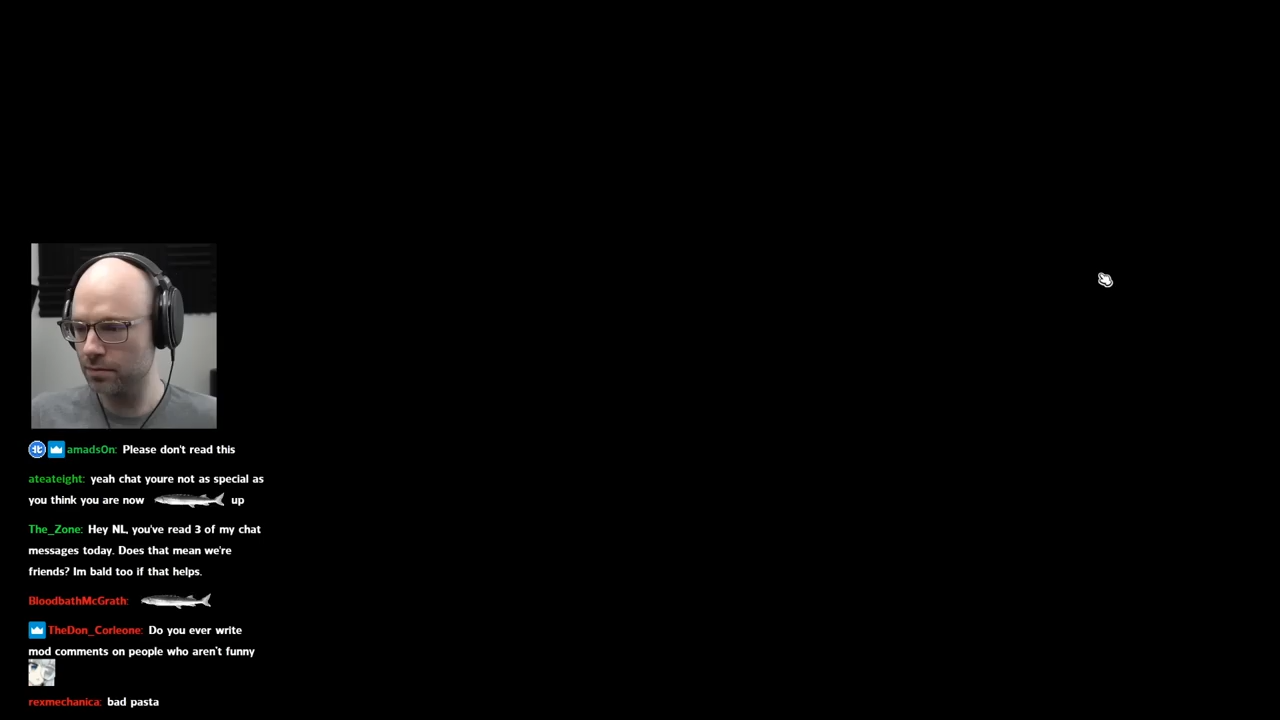 amads0n: Please don't read this
ateateight: yeah chat youre not as special as
you think you are now up
The_Zone: Hey NL, you've read 3 of my chat
messages today. Does that mean we're
friends? Im bald too if that helps.
BloodbathMcGrath:
TheDon_Corleone: Do you ever write
mod comments on people who aren't funny
rexmechanica: bad pasta